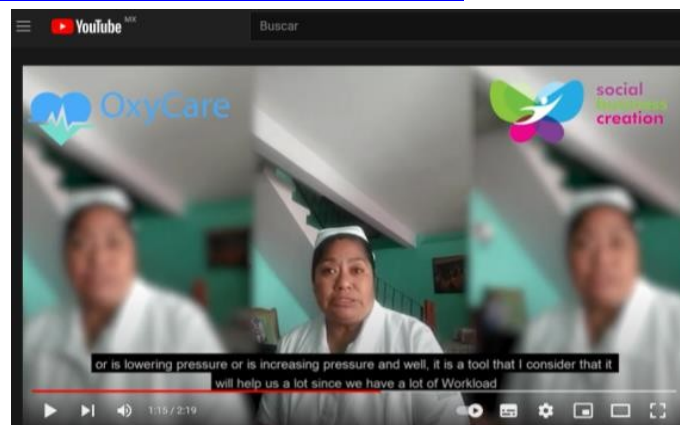 YouTube MX
Buscar
OxyCare
social
business
creation
or is lowering pressure or is increasing pressure and well, it is a tool that I consider that it
will help us a lot since we have a lot of Workload
1:15 / 2:19